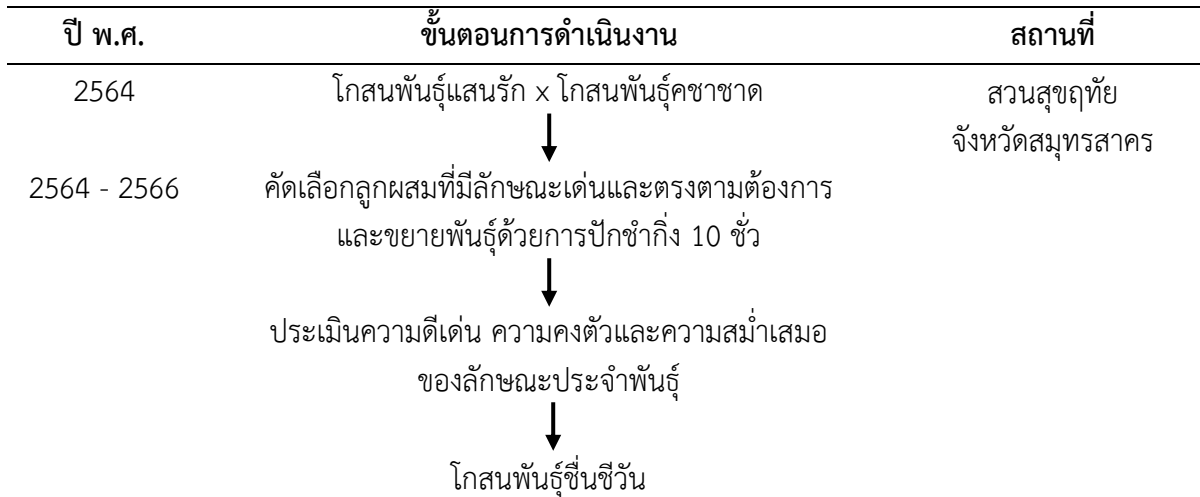 ปี พ.ศ. ขั้นตอนการดำเนินงาน สถานที่
2564 โกสนพันธุ์แสนรัก x โกสนพันธุ์คชาชาด สวนสุขฤทัย
จังหวัดสมุทรสาคร
2564 - 2566 คัดเลือกลูกผสมที่มีลักษณะเด่นและตรงตามต้องการ
และขยายพันธุ์ด้วยการปักชำกิ่ง 10 ชั่ว
ประเมินความดีเด่น ความคงตัวและความสม่ำเสมอ
ของลักษณะประจำพันธุ์
โกสนพันธุ์ชื่นชีวัน